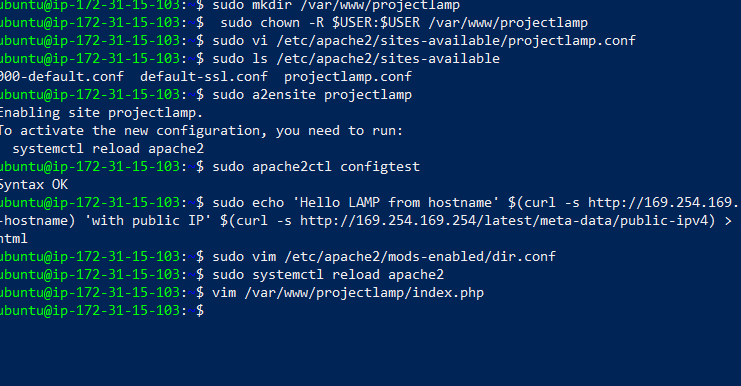 ubuntu@ip-172-31-15-103: $ sudo mkdir /var/www/projectlamp
ubuntu@ip-172-31-15-103: $  sudo chown -R $USER:$USER /var/www/projectlamp
ubuntu@ip-172-31-15-103: $ sudo vi /etc/apache2/sites-available/projectlamp.conf
ubuntu@ip-172-31-15-103: $ sudo ls /etc/apache2/sites-available
000-default.conf  default-ssl.conf  projectlamp.conf
ubuntu@ip-172-31-15-103: $ sudo a2ensite projectlamp
Enabling site projectlamp.
To activate the new configuration, you need to run:
  systemctl reload apache2
ubuntu@ip-172-31-15-103: $ sudo apache2ctl configtest
Syntax OK
ubuntu@ip-172-31-15-103: $ sudo echo 'Hello LAMP from hostname' $(curl -s http://169.254.169.
-hostname) 'with public IP' $(curl -s http://169.254.169.254/latest/meta-data/public-ipv4) >
html
ubuntu@ip-172-31-15-103: $ sudo vim /etc/apache2/mods-enabled/dir.conf
ubuntu@ip-172-31-15-103: $ sudo systemctl reload apache2
ubuntu@ip-172-31-15-103: $ vim /var/www/projectlamp/index.php
ubuntu@ip-172-31-15-103: $